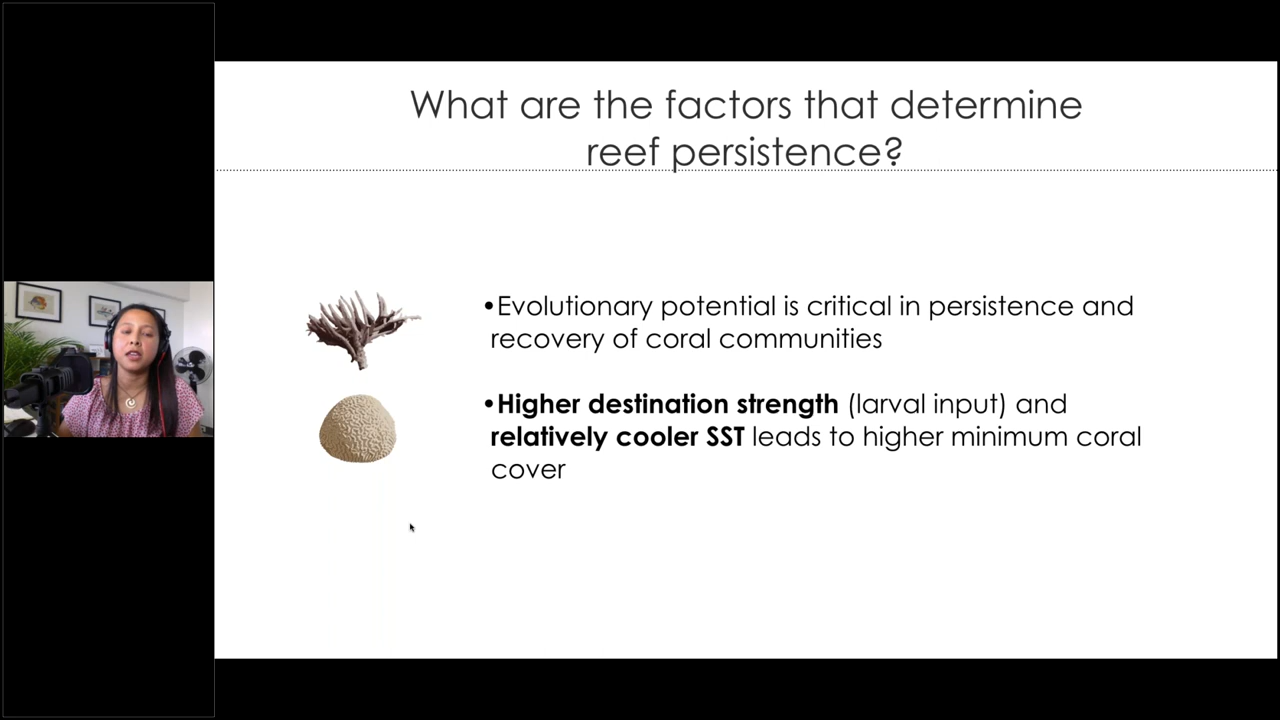 What are the factors that determine
reef persistence?
•Evolutionary potential is critical in persistence and
recovery of coral communities
•Higher destination strength (larval input) and
relatively cooler SST leads to higher minimum coral
cover